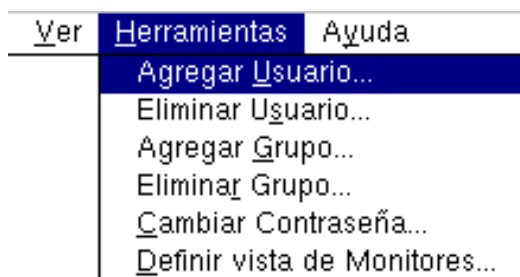 Ver Herramientas Ayuda
Agregar Usuario...
Eliminar Usuario...
Agregar Grupo...
Eliminar Grupo...
Cambiar Contraseña...
Definir vista de Monitores...